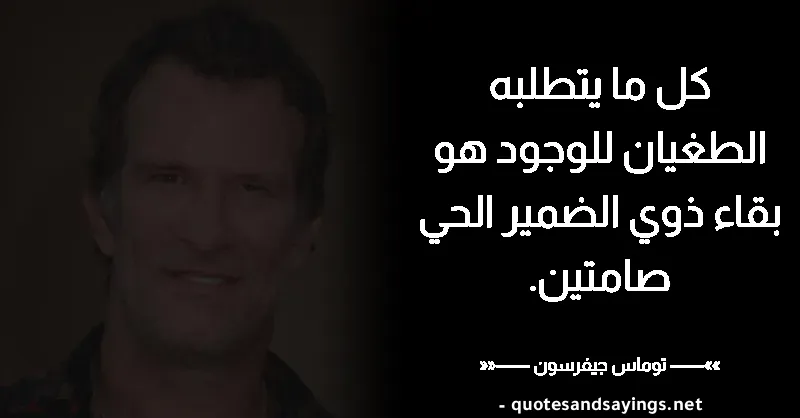 كل ما يتطلبه
الطغيان للوجود هو
بقاء ذوي الضمير الحي
صامتين.
»—— توماس جيفرسون ——««
- quotesandsayings.net